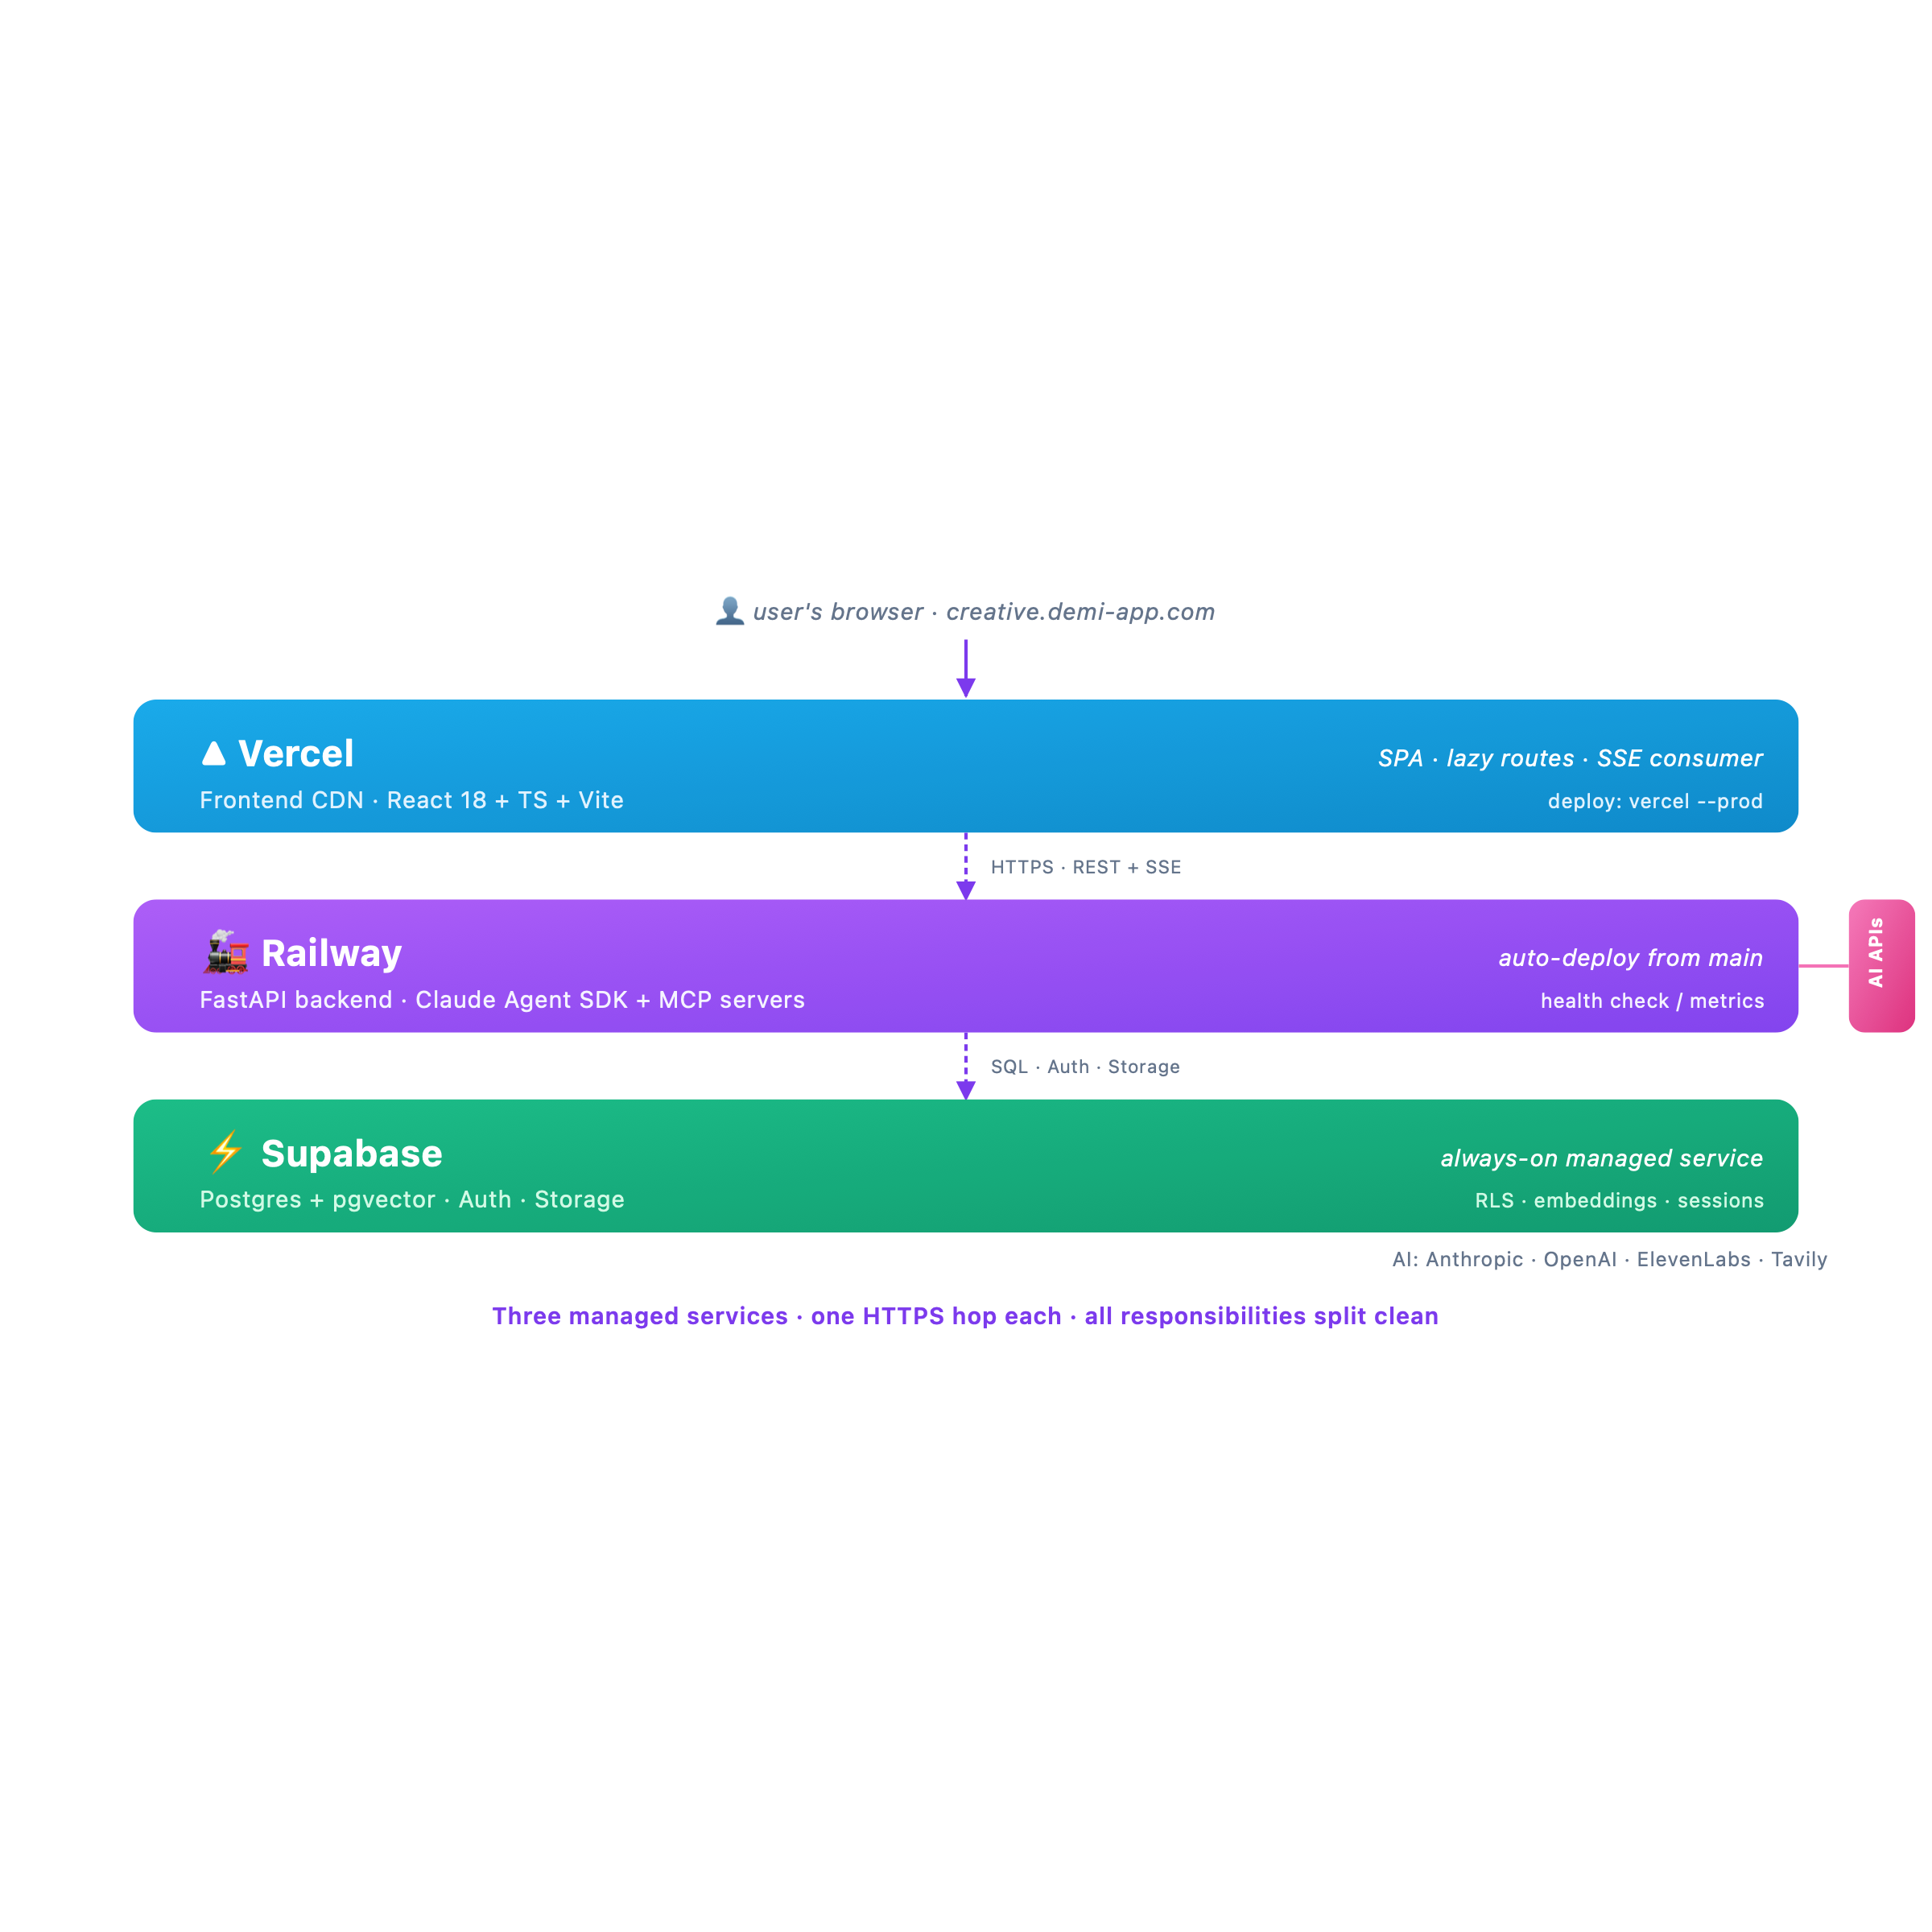 user's browser · creative.demi-app.com
Vercel
SPA · lazy routes · SSE consumer
Frontend CDN · React 18 + TS + Vite
deploy: vercel --prod
HTTPS · REST + SSE
Railway
auto-deploy from main
FastAPI backend · Claude Agent SDK + MCP servers
health check / metrics
AI APIs
SQL · Auth · Storage
Supabase
always-on managed service
Postgres + pgvector · Auth · Storage
RLS · embeddings · sessions
AI: Anthropic · OpenAI · ElevenLabs · Tavily
Three managed services · one HTTPS hop each · all responsibilities split clean